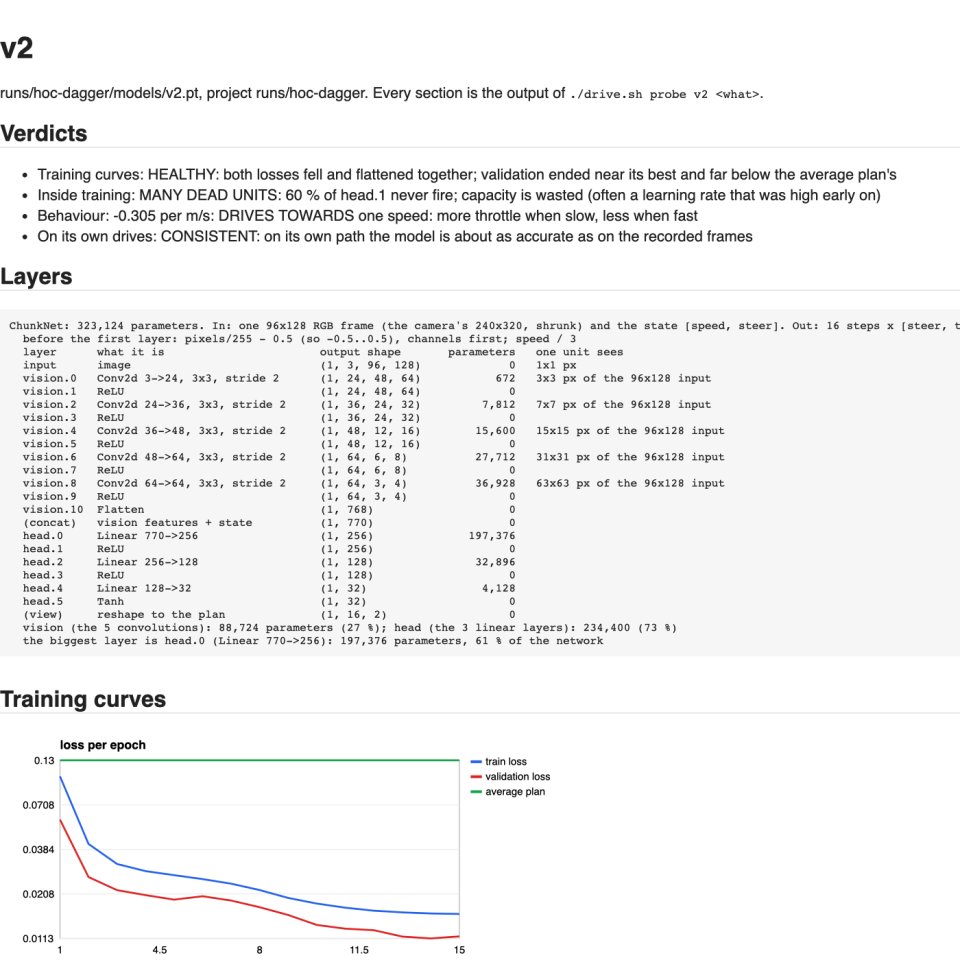 v2
runs/hoc-dagger/models/v2.pt, project runs/hoc-dagger. Every section is the output of ./drive.sh probe v2 <what>.
Verdicts
• Training curves: HEALTHY: both losses fell and flattened together; validation ended near its best and far below the average plan's
• Inside training: MANY DEAD UNITS: 60 % of head.1 never fire; capacity is wasted (often a learning rate that was high early on)
• Behaviour: -0.305 per m/s: DRIVES TOWARDS one speed: more throttle when slow, less when fast
• On its own drives: CONSISTENT: on its own path the model is about as accurate as on the recorded frames
Layers
ChunkNet: 323,124 parameters. In: one 96x128 RGB frame (the camera's 240x320, shrunk) and the state [speed, steer]. Out: 16 steps x [steer, t
before the first layer: pixels/255 - 0.5 (so -0.5..0.5), channels first; speed / 3
layer what it is output shape parameters one unit sees
input image (1, 3, 96, 128) 0 1x1 px
vision.0 Conv2d 3->24, 3x3, stride 2 (1, 24, 48, 64) 672 3x3 px of the 96x128 input
vision.1 ReLU (1, 24, 48, 64) 0
vision.2 Conv2d 24->36, 3x3, stride 2 (1, 36, 24, 32) 7,812 7x7 px of the 96x128 input
vision.3 ReLU (1, 36, 24, 32) 0
vision.4 Conv2d 36->48, 3x3, stride 2 (1, 48, 12, 16) 15,600 15x15 px of the 96x128 input
vision.5 ReLU (1, 48, 12, 16) 0
vision.6 Conv2d 48->64, 3x3, stride 2 (1, 64, 6, 8) 27,712 31x31 px of the 96x128 input
vision.7 ReLU (1, 64, 6, 8) 0
vision.8 Conv2d 64->64, 3x3, stride 2 (1, 64, 3, 4) 36,928 63x63 px of the 96x128 input
vision.9 ReLU (1, 64, 3, 4) 0
vision.10 Flatten (1, 768) 0
(concat) vision features + state (1, 770) 0
head.0 Linear 770->256 (1, 256) 197,376
head.1 ReLU (1, 256) 0
head.2 Linear 256->128 (1, 128) 32,896
head.3 ReLU (1, 128) 0
head.4 Linear 128->32 (1, 32) 4,128
head.5 Tanh (1, 32) 0
(view) reshape to the plan (1, 16, 2) 0
vision (the 5 convolutions): 88,724 parameters (27 %); head (the 3 linear layers): 234,400 (73 %)
the biggest layer is head.0 (Linear 770->256): 197,376 parameters, 61 % of the network
Training curves
loss per epoch
0.13
0.0708
0.0384
0.0208
0.0113
1 4.5 8 11.5 15
train loss
validation loss
average plan